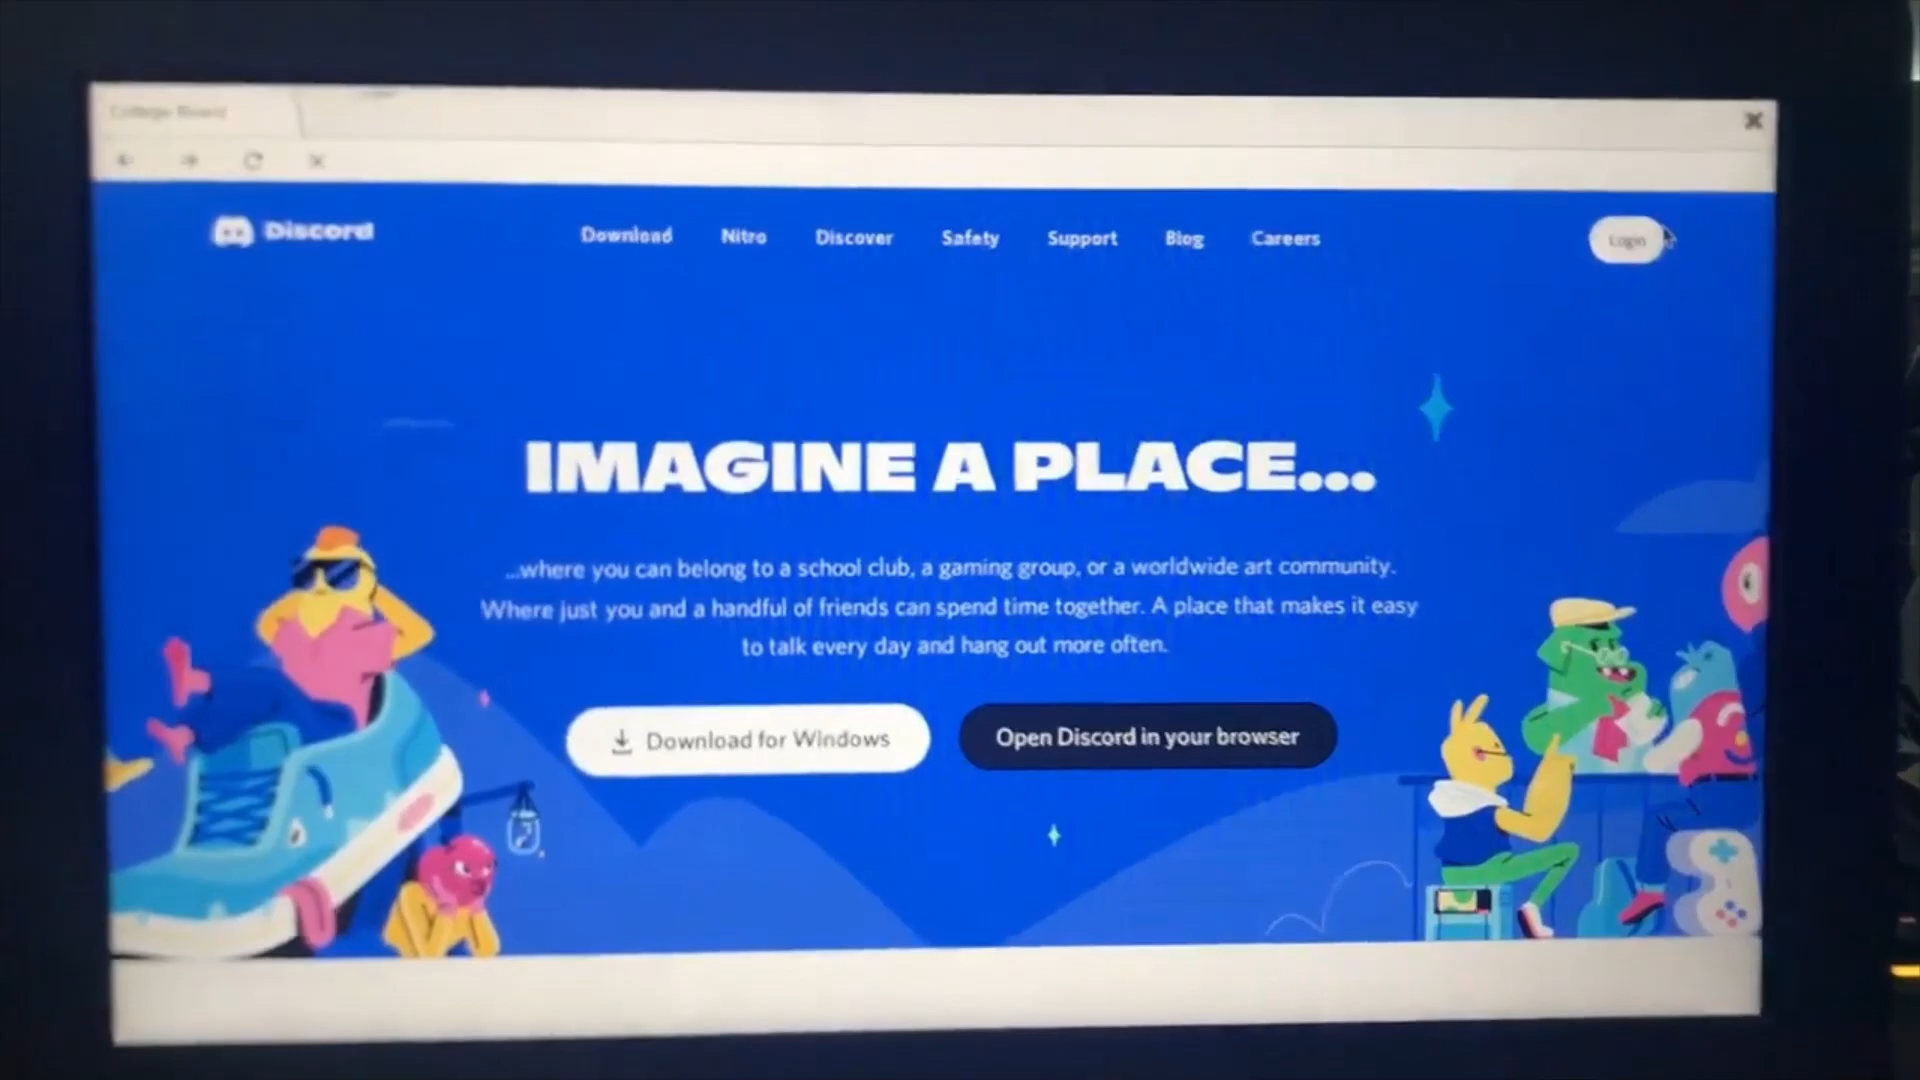 College Board
Discord
Download Nitro Discover Safety Support Blog Careers
Login
IMAGINE A PLACE...
...where you can belong to a school club, a gaming group, or a worldwide art community.
Where just you and a handful of friends can spend time together. A place that makes it easy
to talk every day and hang out more often.
Download for Windows
Open Discord in your browser